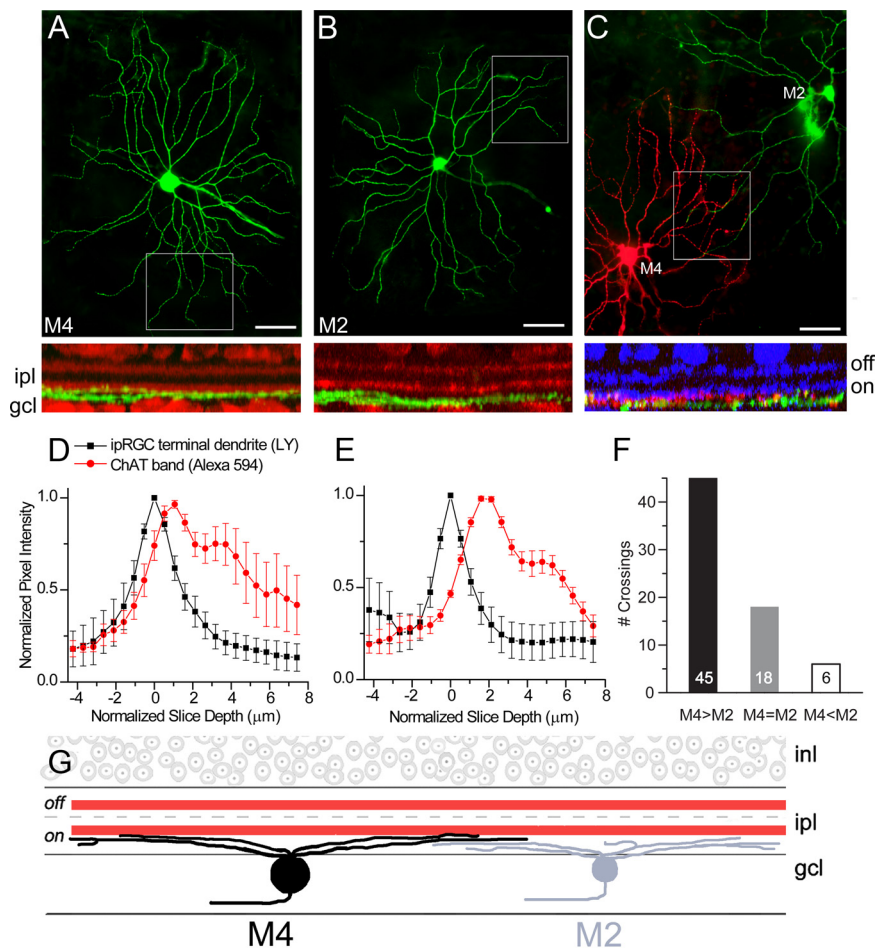 A
B
C
M2
M4
M4
M2
ipl
gcl
off
on
D
ipRGC terminal dendrite (LY)
ChAT band (Alexa 594)
E
F
Normalized Pixel Intensity
1.0
0.5
0.0
-4 -2 0 2 4 6 8
Normalized Slice Depth (μm)
1.0
0.5
0.0
-4 -2 0 2 4 6 8
Normalized Slice Depth (μm)
# Crossings
40
30
20
10
0
45
18
6
M4>M2 M4=M2 M4<M2
G
inl
off
on
ipl
gcl
M4
M2